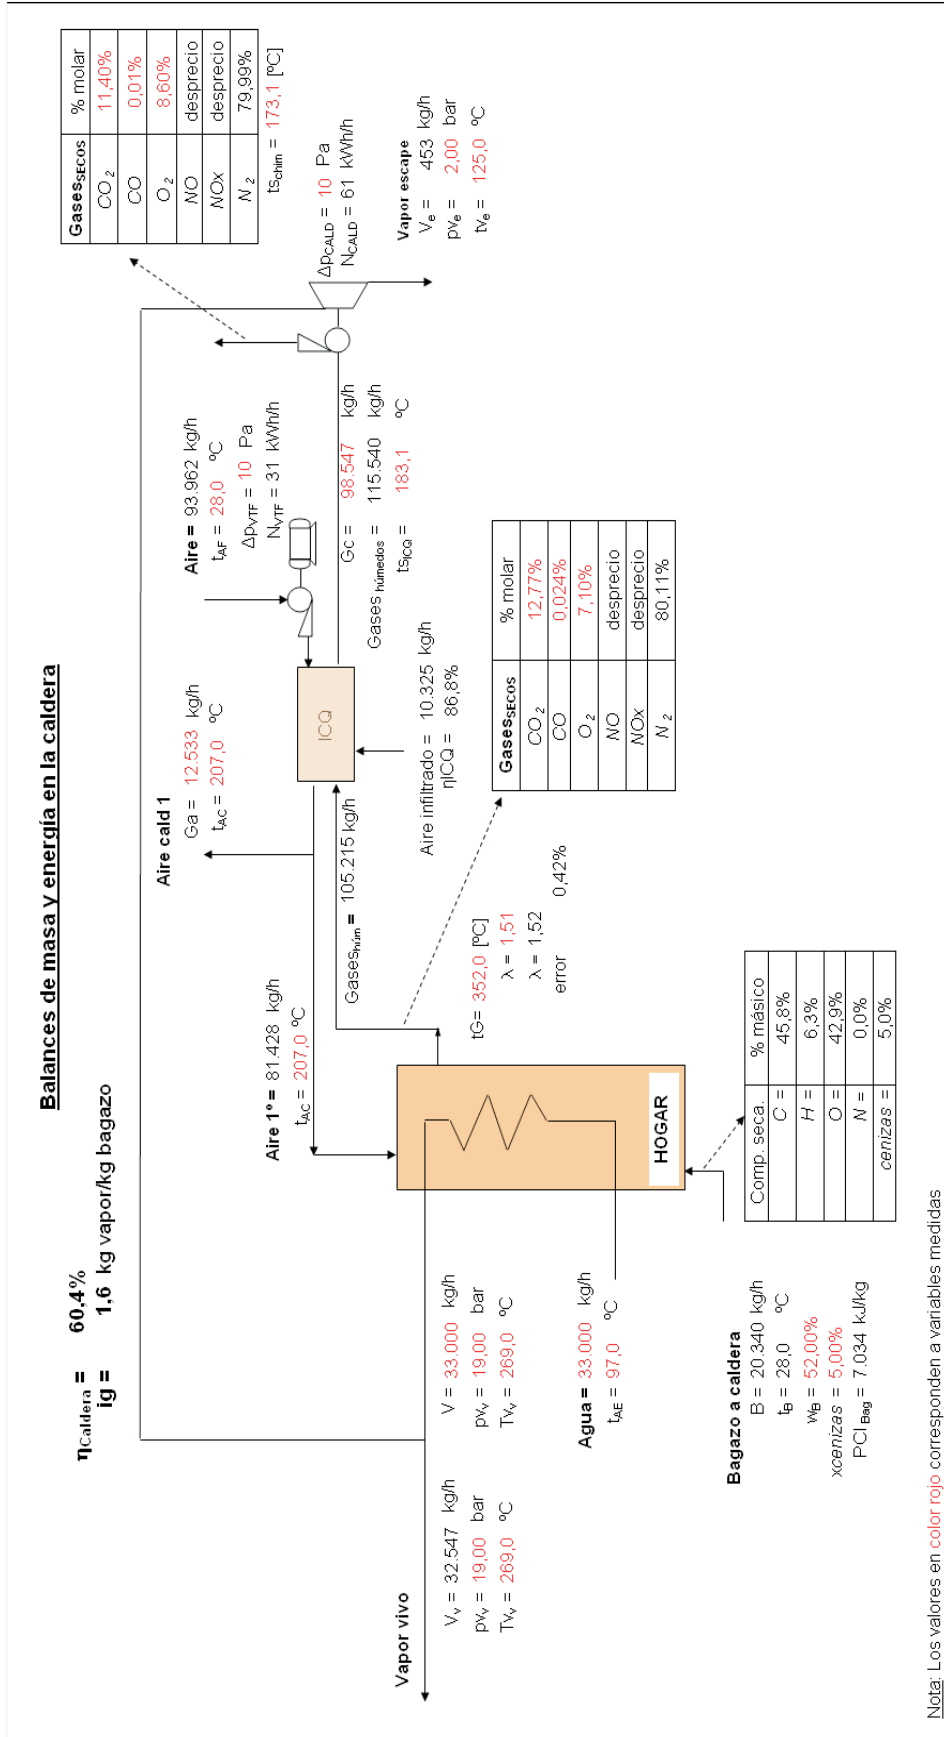 Balances de masa y energía en la caldera
ηCaldera = 60,4%
ig = 1,6 kg vapor/kg bagazo
Aire cald 1
Ga = 12.533 kg/h
tAC = 207,0 ºC
Aire = 93.962 kg/h
tAF = 28,0 ºC
ΔpVTF = 10 Pa
NVTF = 31 kWh/h
Gases SECOS % molar
CO2 11,40%
CO 0,01%
O2 8,60%
NO desprecio
NOx desprecio
N2 79,99%
tSchim = 173,1 [ºC]
ΔpCALD = 10 Pa
NCALD = 61 kWh/h
Vapor escape
Ve = 453 kg/h
pve = 2,00 bar
tve = 125,0 ºC
Aire 1º = 81.428 kg/h
tAC = 207,0 ºC
Gaseshúm = 105.215 kg/h
ICQ
Gc = 98.547 kg/h
Gases húmedos = 115.540 kg/h
tSICQ = 183,1 ºC
Aire infiltrado = 10.325 kg/h
ηICQ = 86,8%
tG= 352,0 [ºC]
λ = 1,51
λ = 1,52
error 0,42%
Gases SECOS % molar
CO2 12,77%
CO 0,024%
O2 7,10%
NO desprecio
NOx desprecio
N2 80,11%
HOGAR
Vapor vivo
Vv = 32.547 kg/h
pvv = 19,00 bar
Tvv = 269,0 ºC
V = 33.000 kg/h
pvv = 19,00 bar
Tvv = 269,0 ºC
Agua = 33.000 kg/h
tAE = 97,0 ºC
Bagazo a caldera
B = 20.340 kg/h
tB = 28,0 ºC
wB = 52,00%
xcenizas = 5,00%
PCI Bag = 7.034 kJ/kg
Comp. seca. % másico
C = 45,8%
H = 6,3%
O = 42,9%
N = 0,0%
cenizas = 5,0%
Nota: Los valores en color rojo corresponden a variables medidas